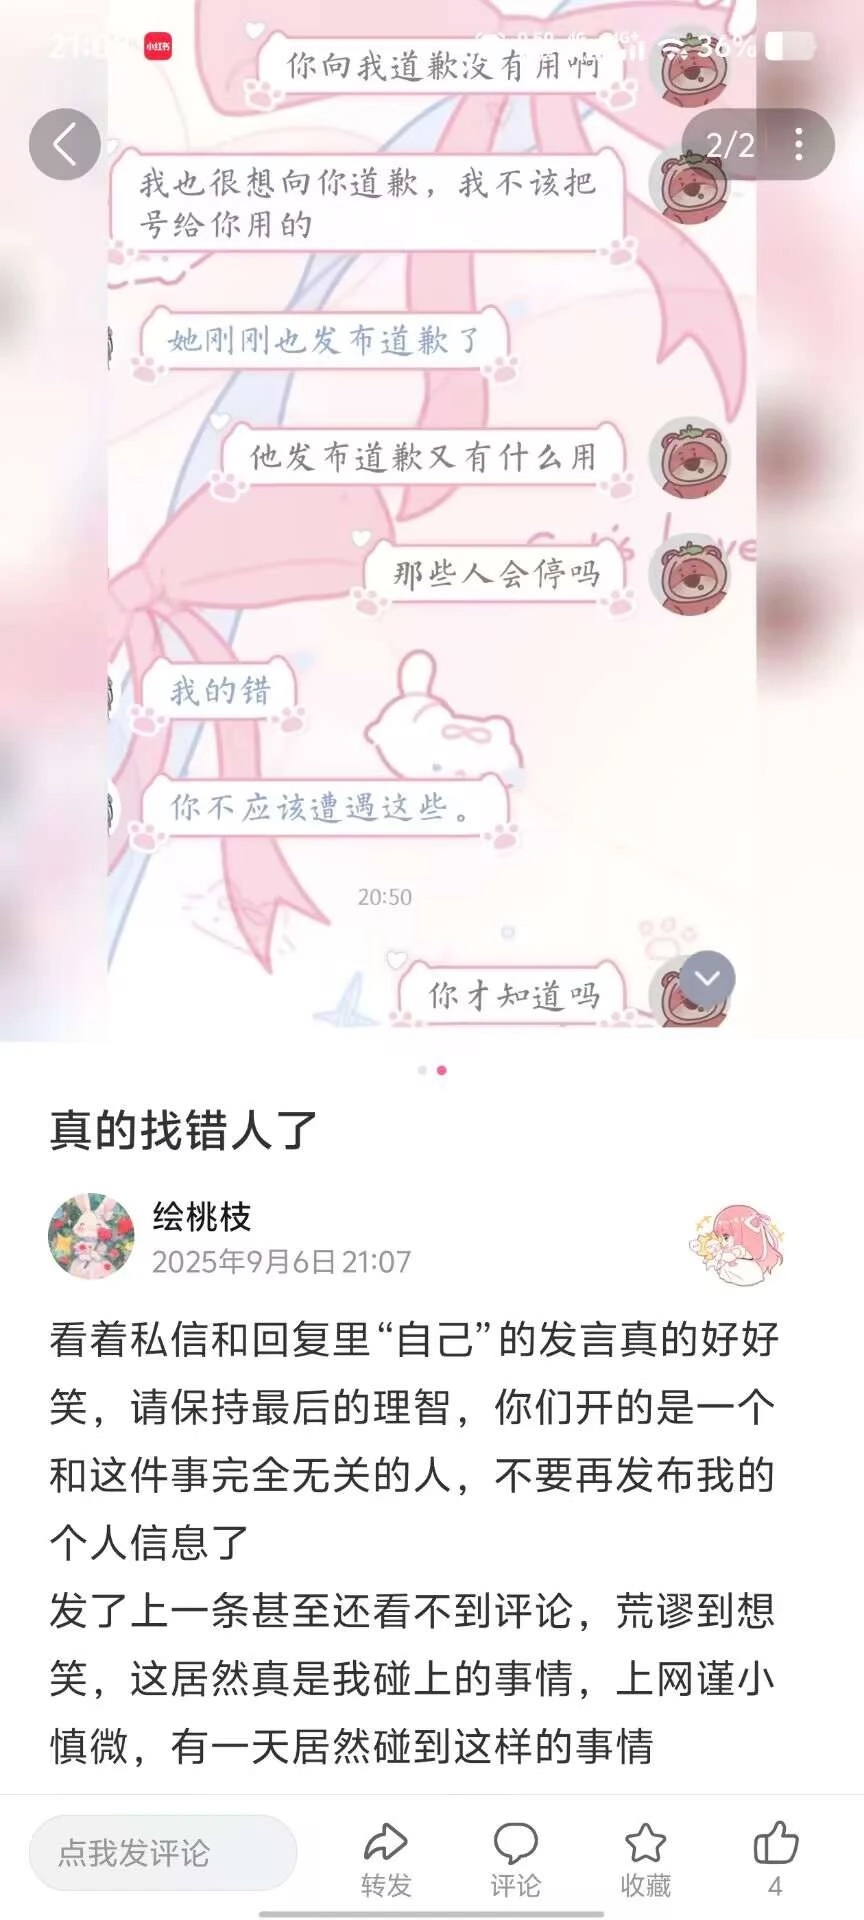 小红书
36%
2/2
你向我道歉没有用啊
我也很想向你道歉，我不该把
号给你用的
她刚刚也发布道歉了
他发布道歉又有什么用
那些人会停吗
我的错
你不应该遭遇这些。
20:50
你才知道吗
真的找错人了
绘桃枝
2025年9月6日 21:07
看着私信和回复里“自己”的发言真的好好
笑，请保持最后的理智，你们开的是一个
和这件事完全无关的人，不要再发布我的
个人信息了
发了上一条甚至还看不到评论，荒谬到想
笑，这居然真是我碰上的事情，上网谨小
慎微，有一天居然碰到这样的事情
点我发评论
转发
评论
收藏
4